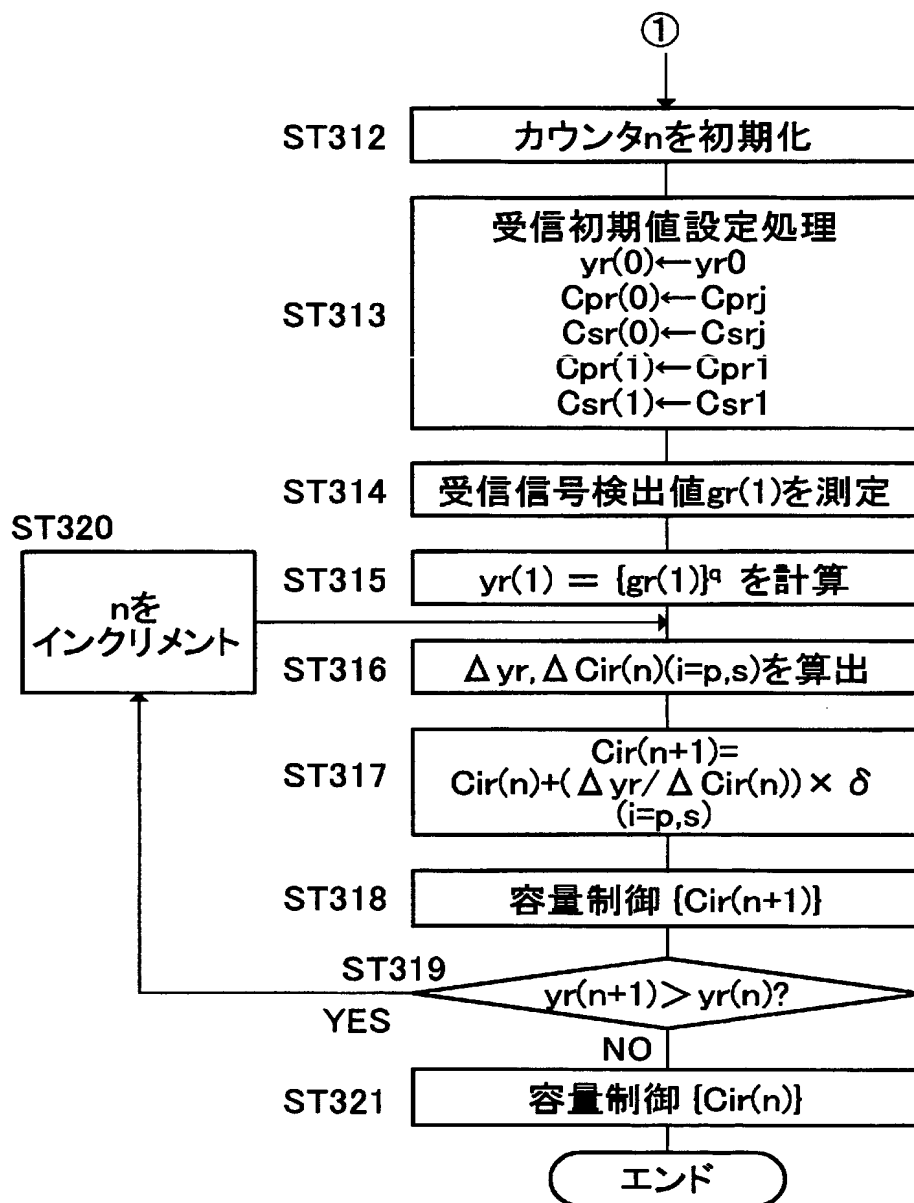 ①
ST312
カウンタnを初期化
ST313
受信初期値設定処理
yr(0)←yr0
Cpr(0)←Cprj
Csr(0)←Csrj
Cpr(1)←Cpr1
Csr(1)←Csr1
ST314
受信信号検出値gr(1)を測定
ST320
nを
インクリメント
ST315
yr(1) = {gr(1)}^q を計算
ST316
Δyr,ΔCir(n)(i=p,s)を算出
ST317
Cir(n+1)=
Cir(n)+(Δyr/ΔCir(n))×δ
(i=p,s)
ST318
容量制御 {Cir(n+1)}
ST319
yr(n+1)>yr(n)?
YES
NO
ST321
容量制御 {Cir(n)}
エンド